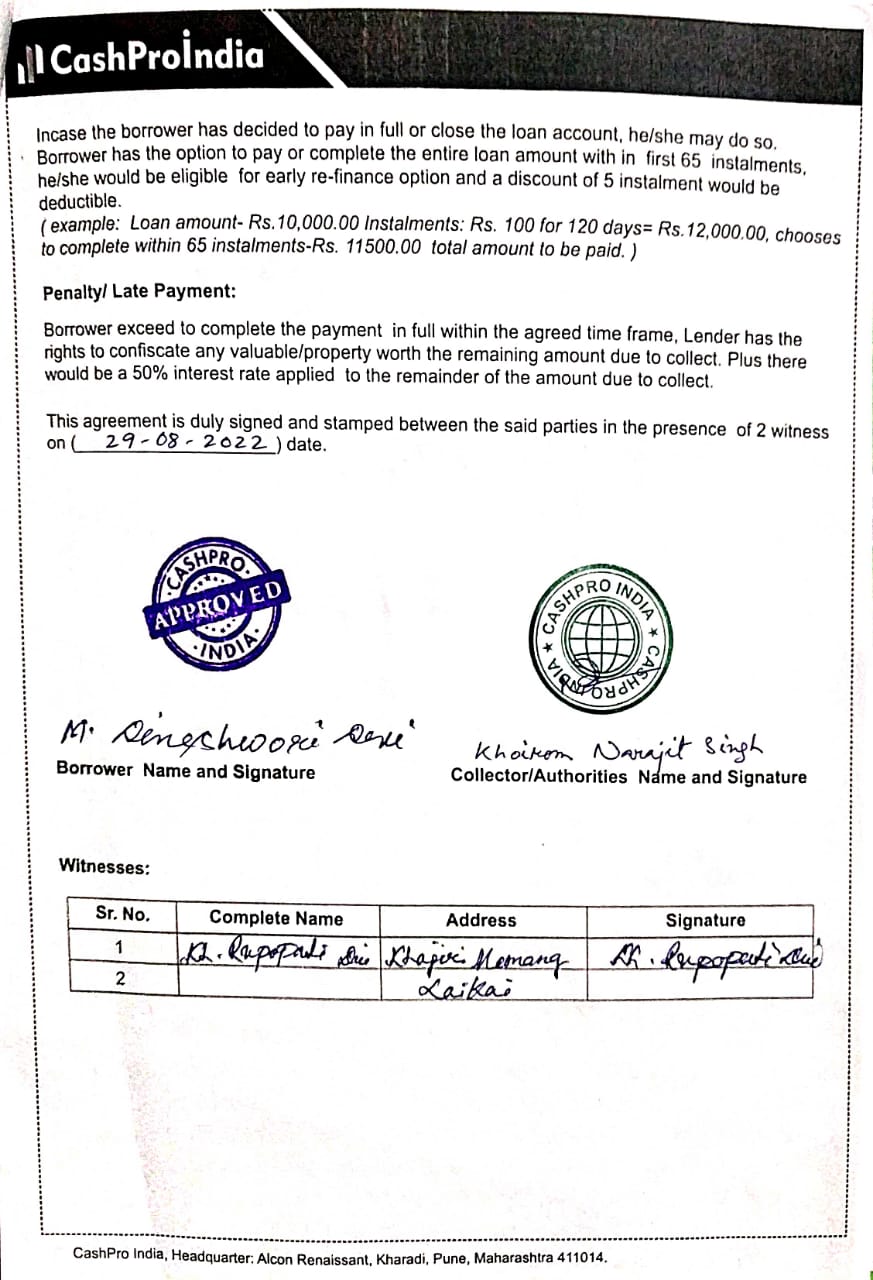 CashProIndia
Incase the borrower has decided to pay in full or close the loan account, he/she may do so.
Borrower has the option to pay or complete the entire loan amount with in first 65 instalments,
he/she would be eligible for early re-finance option and a discount of 5 instalment would be
deductible.
( example: Loan amount- Rs.10,000.00 Instalments: Rs. 100 for 120 days= Rs.12,000.00, chooses
to complete within 65 instalments-Rs. 11500.00 total amount to be paid. )
Penalty/ Late Payment:
Borrower exceed to complete the payment in full within the agreed time frame, Lender has the
rights to confiscate any valuable/property worth the remaining amount due to collect. Plus there
would be a 50% interest rate applied to the remainder of the amount due to collect.
This agreement is duly signed and stamped between the said parties in the presence of 2 witness
on ( 29-08-2022 ) date.
CASHPRO
APPROVED
INDIA
CASHPRO INDIA ★ CASHPRO INDIA ★
M.
Khoirom Narajit Singh
Borrower Name and Signature
Collector/Authorities Name and Signature
Witnesses:
Sr. No. Complete Name Address Signature
1 Kh. Memang Kh.
2 Laikai
CashPro India, Headquarter: Alcon Renaissant, Kharadi, Pune, Maharashtra 411014.